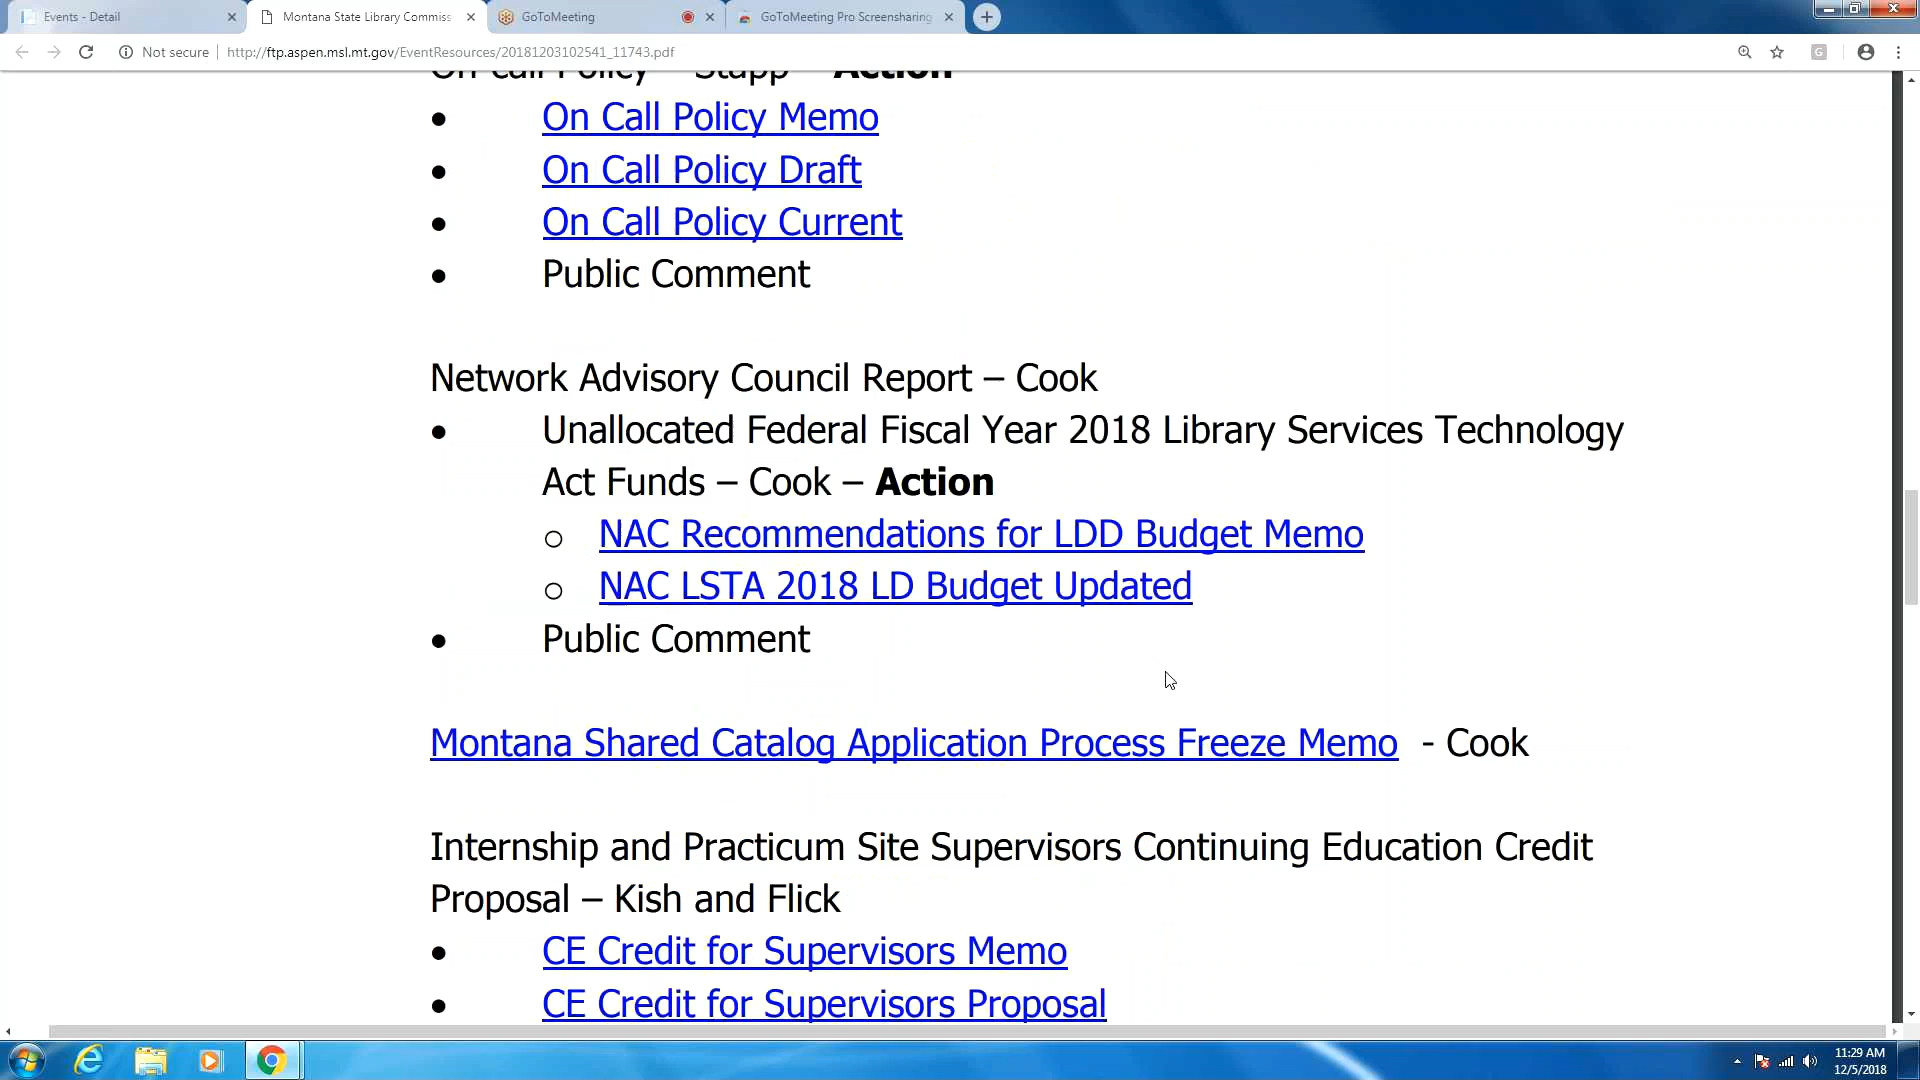 Events - Detail
Montana State Library Commiss
GoToMeeting
GoToMeeting Pro Screensharing
Not secure | http://ftp.aspen.msl.mt.gov/EventResources/20181203102541_11743.pdf
On call Policy – Stapp – Action
• On Call Policy Memo
• On Call Policy Draft
• On Call Policy Current
• Public Comment
Network Advisory Council Report – Cook
• Unallocated Federal Fiscal Year 2018 Library Services Technology
Act Funds – Cook – Action
o NAC Recommendations for LDD Budget Memo
o NAC LSTA 2018 LD Budget Updated
• Public Comment
Montana Shared Catalog Application Process Freeze Memo - Cook
Internship and Practicum Site Supervisors Continuing Education Credit
Proposal – Kish and Flick
• CE Credit for Supervisors Memo
• CE Credit for Supervisors Proposal
11:29 AM
12/5/2018